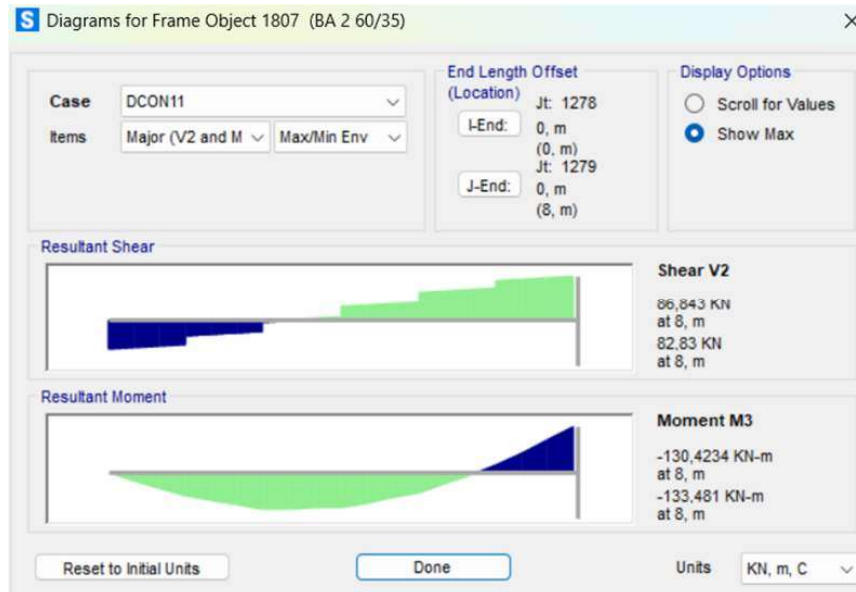 S Diagrams for Frame Object 1807 (BA 2 60/35)
Case DCON11
Items Major (V2 and M Max/Min Env
End Length Offset
(Location)
I-End:
Jt: 1278
0, m
(0, m)
J-End:
Jt: 1279
0, m
(8, m)
Display Options
Scroll for Values
Show Max
Resultant Shear
Shear V2
86,843 KN
at 8, m
82,83 KN
at 8, m
Resultant Moment
Moment M3
-130,4234 KN-m
at 8, m
-133,481 KN-m
at 8, m
Reset to Initial Units
Done
Units KN, m, C